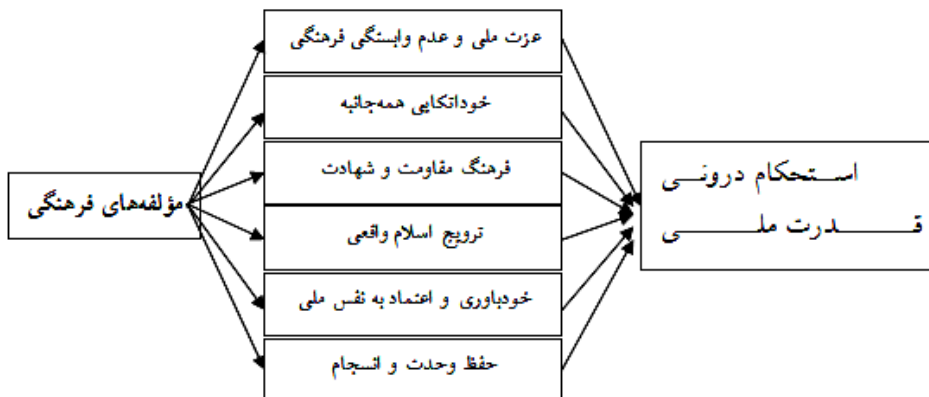 مؤلفه‌های فرهنگی
عزت ملی و عدم وابستگی فرهنگی
خوداتکایی همه‌جانبه
فرهنگ مقاومت و شهادت
ترویج اسلام واقعی
خودباوری و اعتماد به نفس ملی
حفظ وحدت و انسجام
استحکام درونی
قدرت ملی